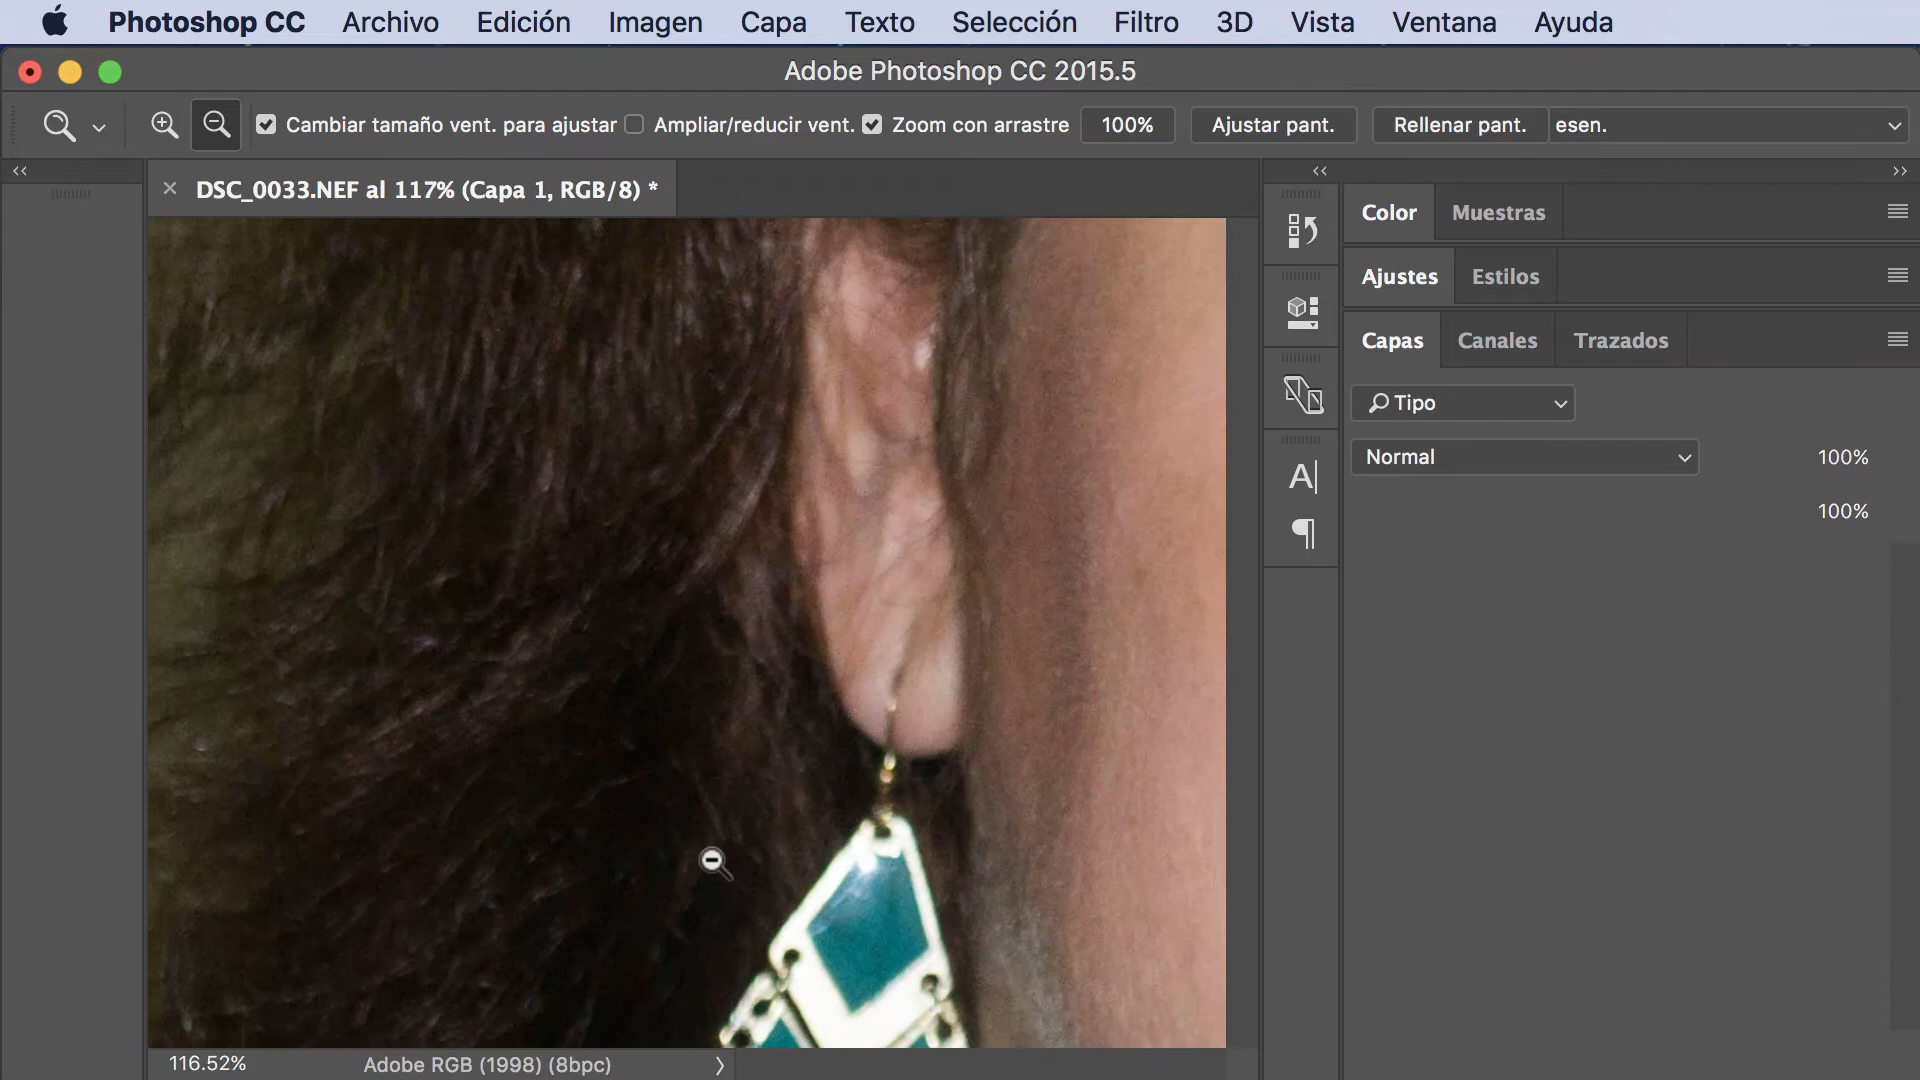 Photoshop CC Archivo Edición Imagen Capa Texto Selección Filtro 3D Vista Ventana Ayuda
Adobe Photoshop CC 2015.5
Cambiar tamaño vent. para ajustar Ampliar/reducir vent. Zoom con arrastre 100% Ajustar pant. Rellenar pant. esen.
DSC_0033.NEF al 117% (Capa 1, RGB/8) *
Color Muestras
Ajustes Estilos
Capas Canales Trazados
Tipo
Normal 100%
100%
116.52% Adobe RGB (1998) (8bpc)